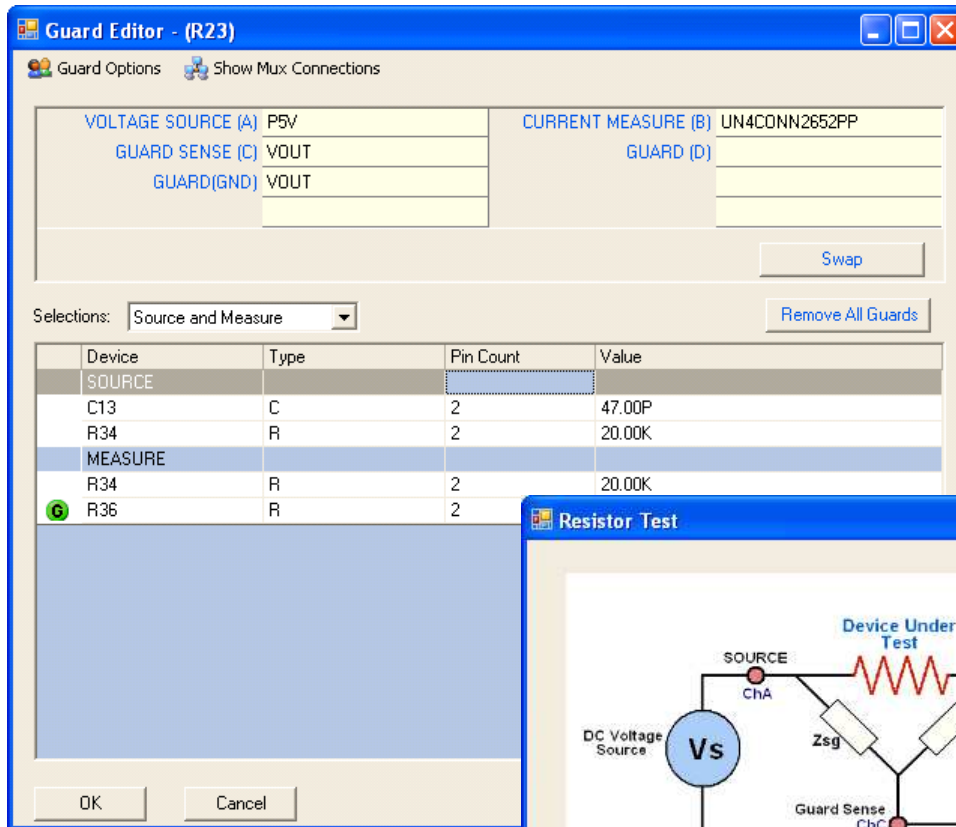 Guard Editor - (R23)
Guard Options Show Mux Connections
VOLTAGE SOURCE (A) P5V CURRENT MEASURE (B) UN4CONN2652PP
GUARD SENSE (C) VOUT GUARD (D)
GUARD(GND) VOUT
Swap
Selections: Source and Measure Remove All Guards
Device Type Pin Count Value
SOURCE
C13 C 2 47.00P
R34 R 2 20.00K
MEASURE
R34 R 2 20.00K
G R36 R 2
Resistor Test
Device Under
Test
SOURCE
ChA
DC Voltage
Source
Vs
Zsg
Guard Sense
ChC
OK Cancel